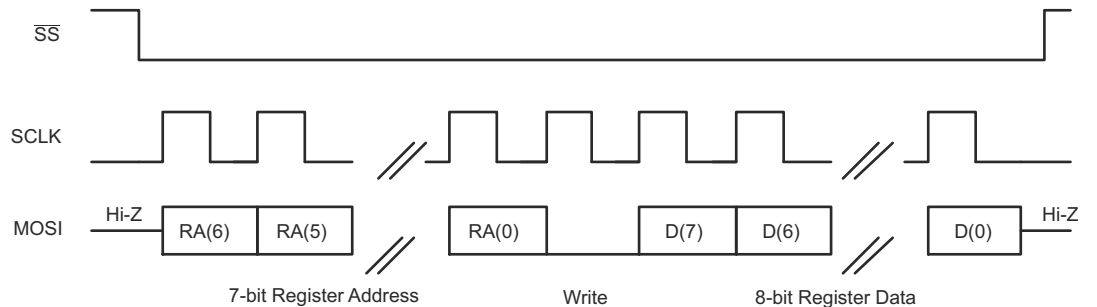 SS
SCLK
MOSI Hi-Z RA(6) RA(5) RA(0) D(7) D(6) D(0) Hi-Z
7-bit Register Address Write 8-bit Register Data